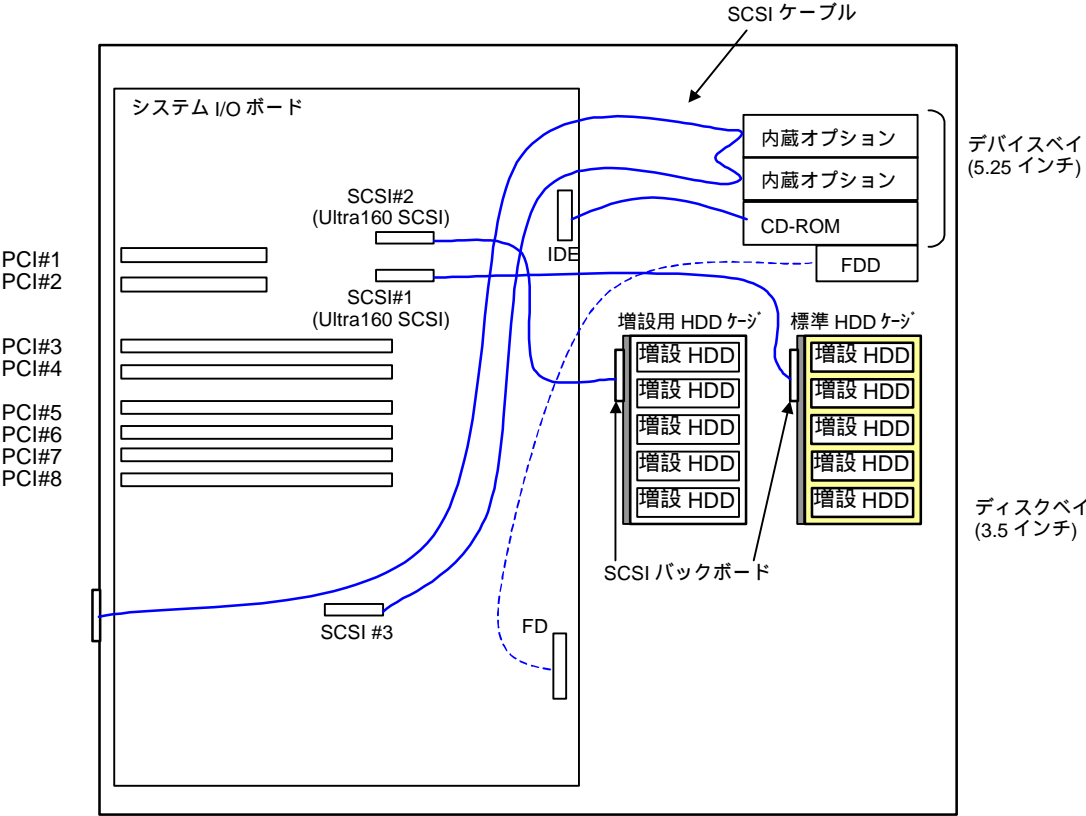 SCSI ケーブル
システム I/O ボード
内蔵オプション
内蔵オプション
CD-ROM
FDD
デバイスベイ
(5.25 インチ)
SCSI#2
(Ultra160 SCSI)
IDE
PCI#1
PCI#2
SCSI#1
(Ultra160 SCSI)
増設用 HDD ｹｰｼﾞ
標準 HDD ｹｰｼﾞ
PCI#3
PCI#4
PCI#5
PCI#6
PCI#7
PCI#8
増設 HDD
増設 HDD
増設 HDD
増設 HDD
増設 HDD
増設 HDD
増設 HDD
増設 HDD
増設 HDD
増設 HDD
ディスクベイ
(3.5 インチ)
SCSI バックボード
SCSI #3
FD